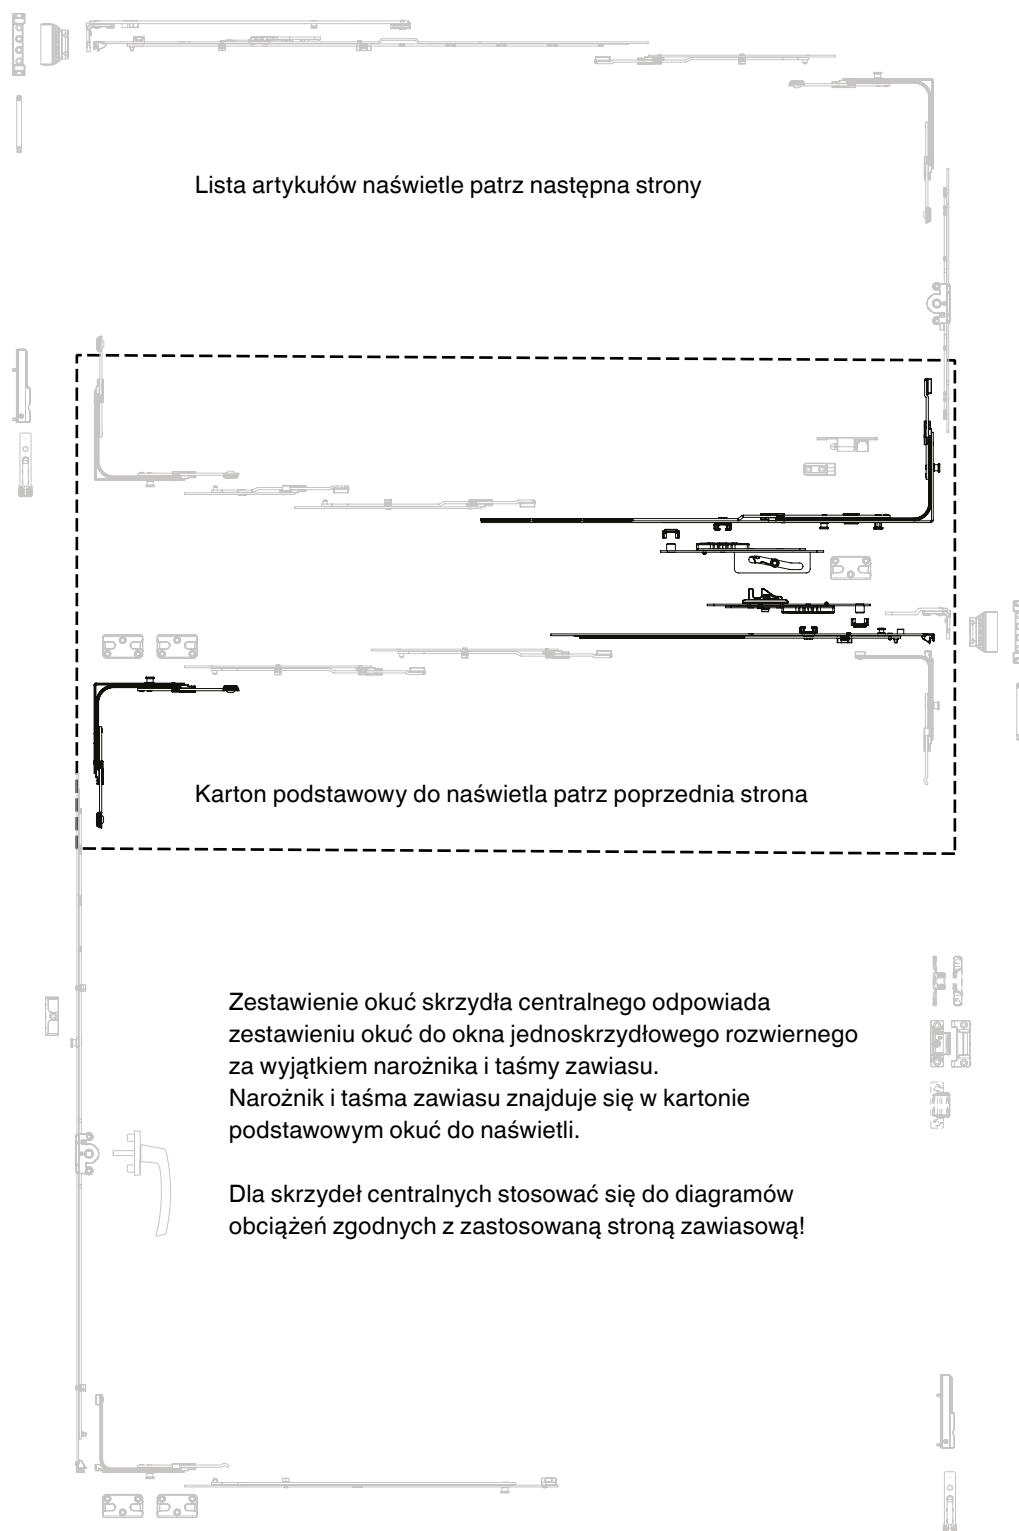 Lista artykułów naświetle patrz następna strony
Karton podstawowy do naświetla patrz poprzednia strona
Zestawienie okuć skrzydła centralnego odpowiada
zestawieniu okuć do okna jednoskrzydłowego rozwiernego
za wyjątkiem narożnika i taśmy zawiasu.
Narożnik i taśma zawiasu znajduje się w kartonie
podstawowym okuć do naświetli.
Dla skrzydeł centralnych stosować się do diagramów
obciążeń zgodnych z zastosowaną stroną zawiasową!